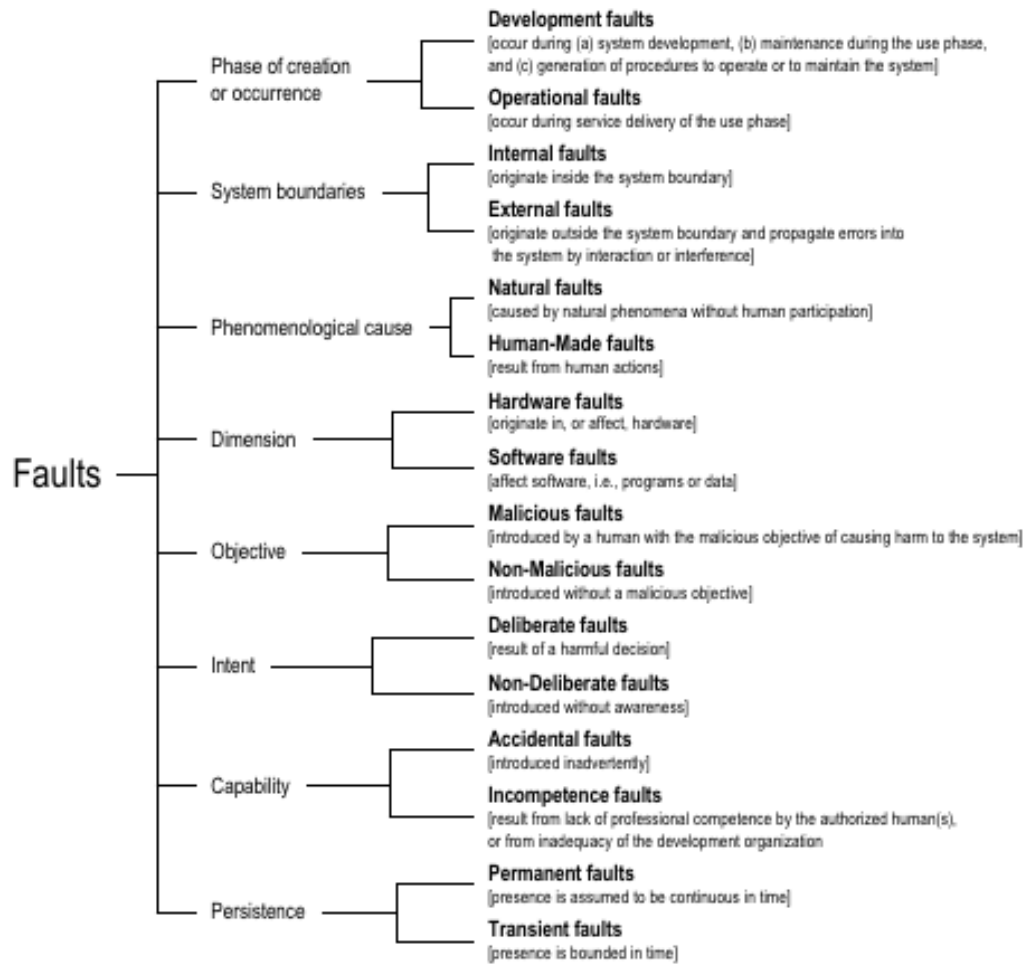 Faults
Phase of creation
or occurrence
Development faults
[occur during (a) system development, (b) maintenance during the use phase,
and (c) generation of procedures to operate or to maintain the system]
Operational faults
[occur during service delivery of the use phase]
System boundaries
Internal faults
[originate inside the system boundary]
External faults
[originate outside the system boundary and propagate errors into
the system by interaction or interference]
Phenomenological cause
Natural faults
[caused by natural phenomena without human participation]
Human-Made faults
[result from human actions]
Dimension
Hardware faults
[originate in, or affect, hardware]
Software faults
[affect software, i.e., programs or data]
Objective
Malicious faults
[introduced by a human with the malicious objective of causing harm to the system]
Non-Malicious faults
[introduced without a malicious objective]
Intent
Deliberate faults
[result of a harmful decision]
Non-Deliberate faults
[introduced without awareness]
Capability
Accidental faults
[introduced inadvertently]
Incompetence faults
[result from lack of professional competence by the authorized human(s),
or from inadequacy of the development organization
Persistence
Permanent faults
[presence is assumed to be continuous in time]
Transient faults
[presence is bounded in time]